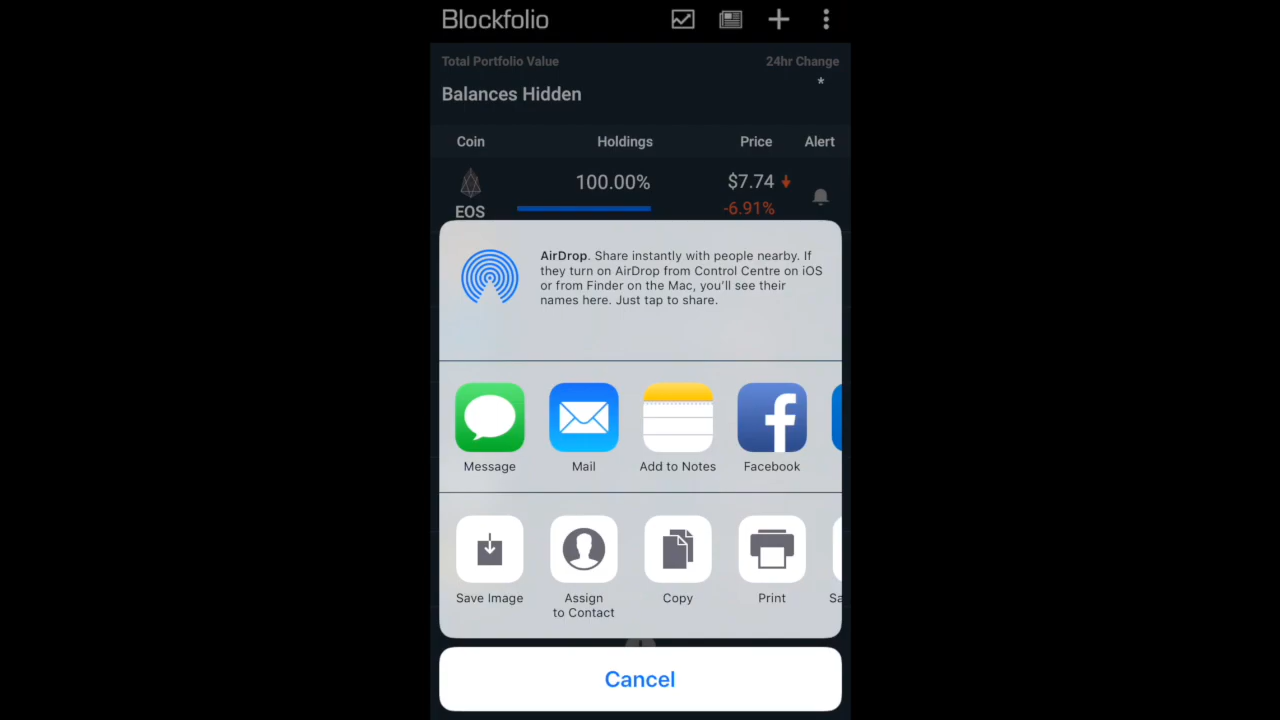 Blockfolio
Total Portfolio Value 24hr Change
*
Balances Hidden
Coin Holdings Price Alert
100.00% $7.74
EOS -6.91%
AirDrop. Share instantly with people nearby. If
they turn on AirDrop from Control Centre on iOS
or from Finder on the Mac, you'll see their
names here. Just tap to share.
Message Mail Add to Notes Facebook
Save Image Assign
to Contact Copy Print Sa
Cancel